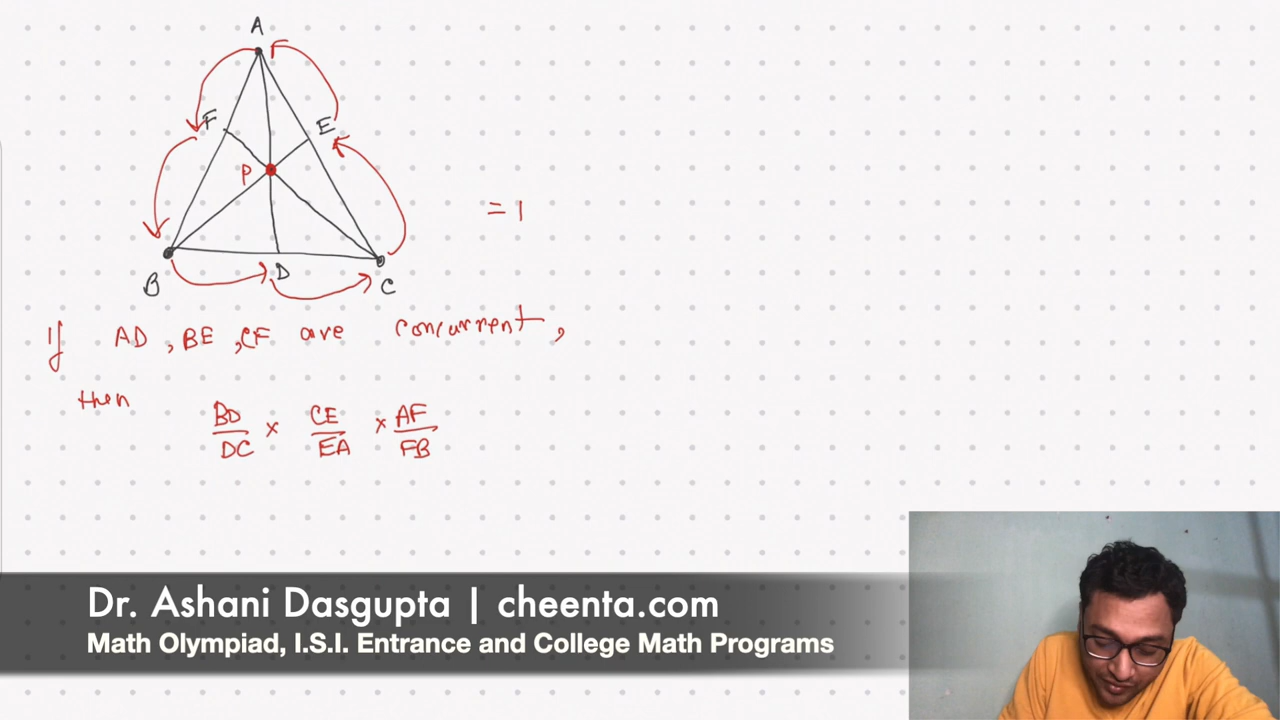 A
F
E
P
= 1
B
D
C
If AD, BE, CF are concurrent,
then
BD/DC × CE/EA × AF/FB
Dr. Ashani Dasgupta | cheenta.com
Math Olympiad, I.S.I. Entrance and College Math Programs